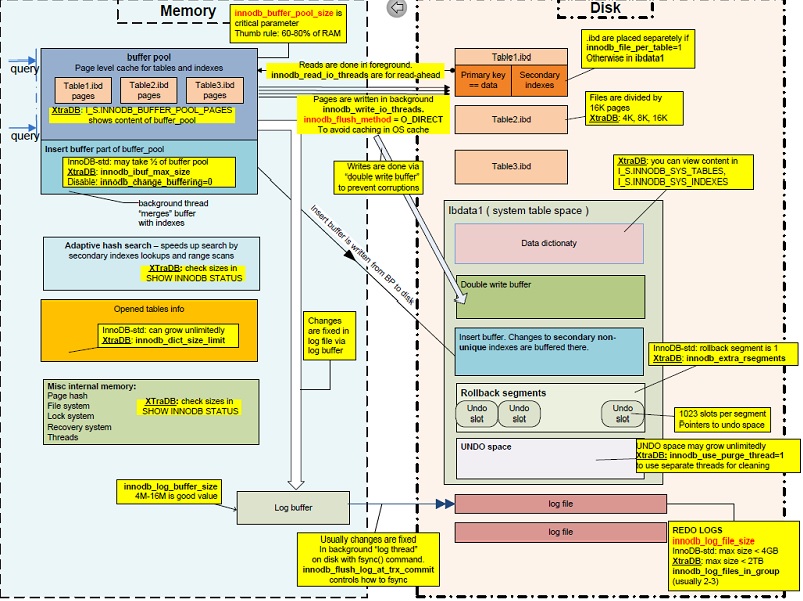 Memory
innodb_buffer_pool_size is
critical parameter
Thumb rule: 60-80% of RAM
Disk
.ibd are placed separetely if
innodb_file_per_table=1
Otherwise in ibdata1
query
query
buffer pool
Page level cache for tables and indexes
Table1.bd
pages
Table2.ibd
pages
Table3.ibd
pages
XtraDB: I_S.INNODB_BUFFER_POOL_PAGES
shows content of buffer_pool
Insert buffer part of buffer_pool
InnoDB-std: may take ½ of buffer pool
XtraDB: innodb_ibuf_max_size
Disable: innodb_change_buffering=0
background thread
"merges" buffer
with indexes
Reads are done in foreground.
innodb_read_io_threads are for read-ahead
Pages are written in background
innodb_write_io_threads.
innodb_flush_method = O_DIRECT
To avoid caching in OS cache
Writes are done via
"double write buffer"
to prevent corruptions
Insert buffer is written from BP to disk
Table1.ibd
Primary key
== data
Secondary
indexes
Table2.ibd
Table3.ibd
Files are divided by
16K pages
XtraDB: 4K, 8K, 16K
XtraDB: you can view content in
I_S.INNODB_SYS_TABLES,
I_S.INNODB_SYS_INDEXES
Adaptive hash search – speeds up search by
secondary indexes lookups and range scans
XTraDB: check sizes in
SHOW INNODB STATUS
Opened tables info
InnoDB-std: can grow unlimitedly
XtraDB: innodb_dict_size_limit
Misc internal memory:
Page hash
File system
Lock system
Recovery system
Threads
XTraDB: check sizes in
SHOW INNODB STATUS
Changes
are fixed in
log file via
log buffer
Ibdata1 ( system table space )
Data dictionaty
Double write buffer
Insert buffer. Changes to secondary non-
unique indexes are buffered there.
InnoDB-std: rollback segment is 1
XtraDB: innodb_extra_rsegments
Rollback segments
Undo
slot
Undo
slot
Undo
slot
1023 slots per segment
Pointers to undo space
UNDO space
UNDO space may grow unlimitedly
XtraDB: innodb_use_purge_thread=1
to use separate threads for cleaning
innodb_log_buffer_size
4M-16M is good value
Log buffer
log file
log file
Usually changes are fixed
In background "log thread"
on disk with fsync() command.
innodb_flush_log_at_trx_commit
controls how to fsync
REDO LOGS
innodb_log_file_size
InnoDB-std: max size < 4GB
XtraDB: max size < 2TB
innodb_log_files_in_group
(usually 2-3)